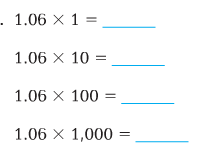 . 1.06 × 1 = ______
1.06 × 10 = ______
1.06 × 100 = ______
1.06 × 1,000 = ______